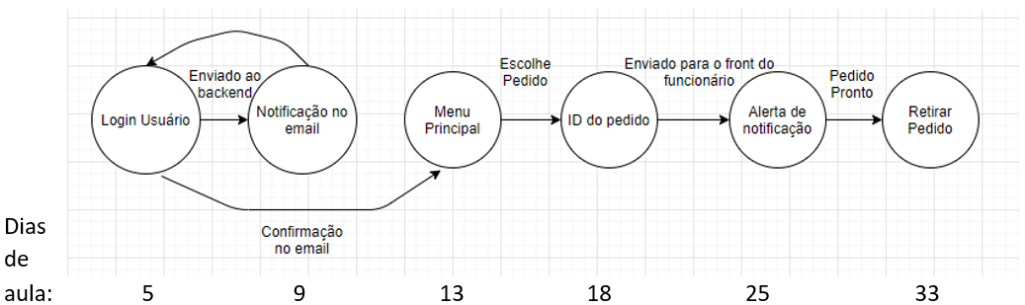 Enviado ao
backend
Escolhe
Pedido
Enviado para o front do
funcionário
Pedido
Pronto
Login Usuário
Notificação no
email
Menu
Principal
ID do pedido
Alerta de
notificação
Retirar
Pedido
Confirmação
no email
Dias
de
aula: 5 9 13 18 25 33